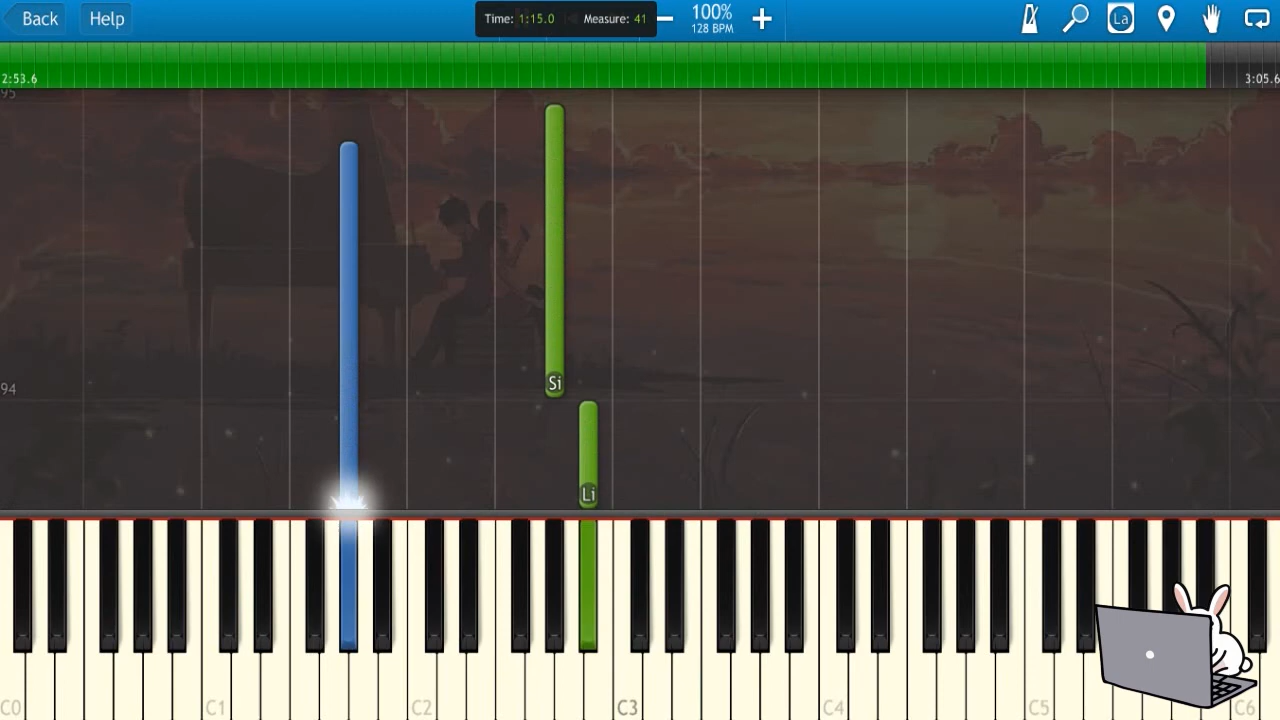 Back Help Time: 1:15.0 Measure: 41 100% La
128 BPM
2:53.6 3:05.6
95
Si
94
Li
C0 C1 C2 C3 C4 C5 C6